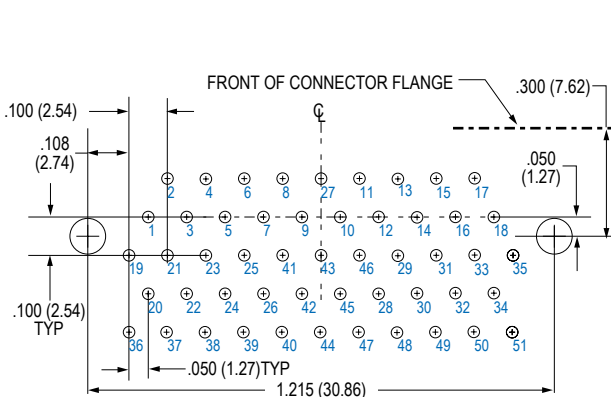 FRONT OF CONNECTOR FLANGE
.300 (7.62)
.100 (2.54)
℄
.108
(2.74)
.050
(1.27)
2 4 6 8 27 11 13 15 17
1 3 5 7 9 10 12 14 16 18
19 21 23 25 41 43 46 29 31 33 35
20 22 24 26 42 45 28 30 32 34
.100 (2.54)
TYP
36 37 38 39 40 44 47 48 49 50 51
.050 (1.27)TYP
1.215 (30.86)